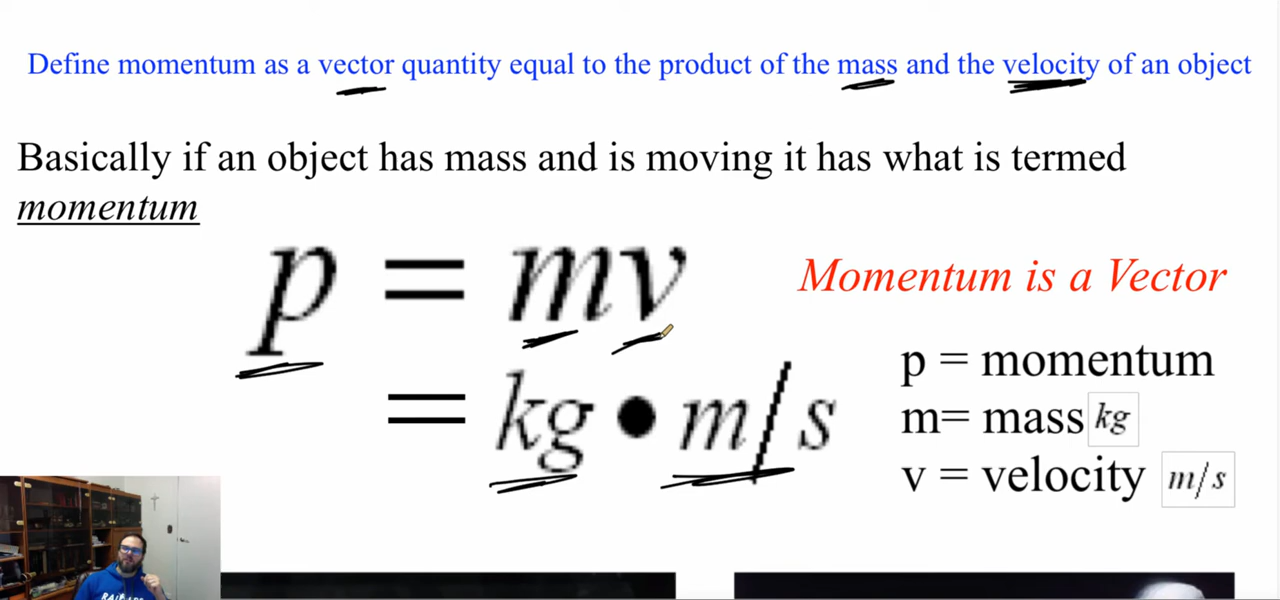 Define momentum as a vector quantity equal to the product of the mass and the velocity of an object
Basically if an object has mass and is moving it has what is termed
momentum
p = mv
= kg • m/s
Momentum is a Vector
p = momentum
m= mass kg
v = velocity m/s